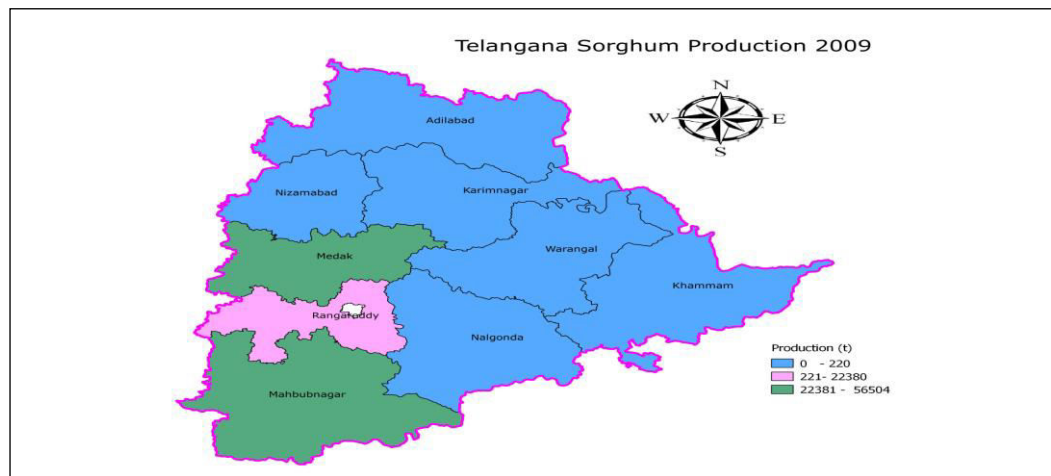 Telangana Sorghum Production 2009
N
W E
S
Adilabad
Nizamabad
Karimnagar
Warangal
Medak
Khammam
Rangareddy
Nalgonda
Mahbubnagar
Production (t)
0 - 220
221- 22380
22381 - 56504